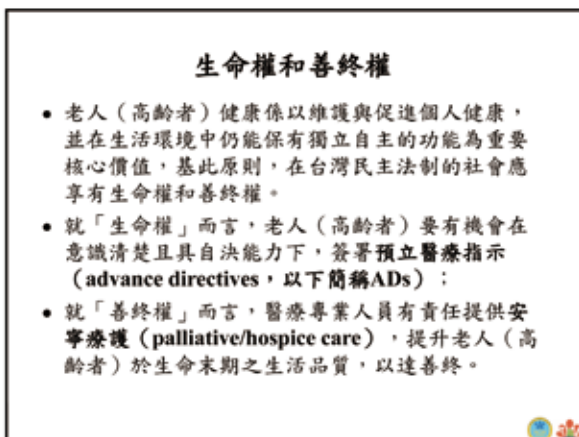 生命權和善終權
• 老人（高齡者）健康係以維護與促進個人健康，
並在生活環境中仍能保有獨立自主的功能為重要
核心價值，基此原則，在台灣民主法制的社會應
享有生命權和善終權。
• 就「生命權」而言，老人（高齡者）要有機會在
意識清楚且具自決能力下，簽署預立醫療指示
（advance directives，以下簡稱ADs）；
• 就「善終權」而言，醫療專業人員有責任提供安
寧療護（palliative/hospice care），提升老人（高
齡者）於生命末期之生活品質，以達善終。